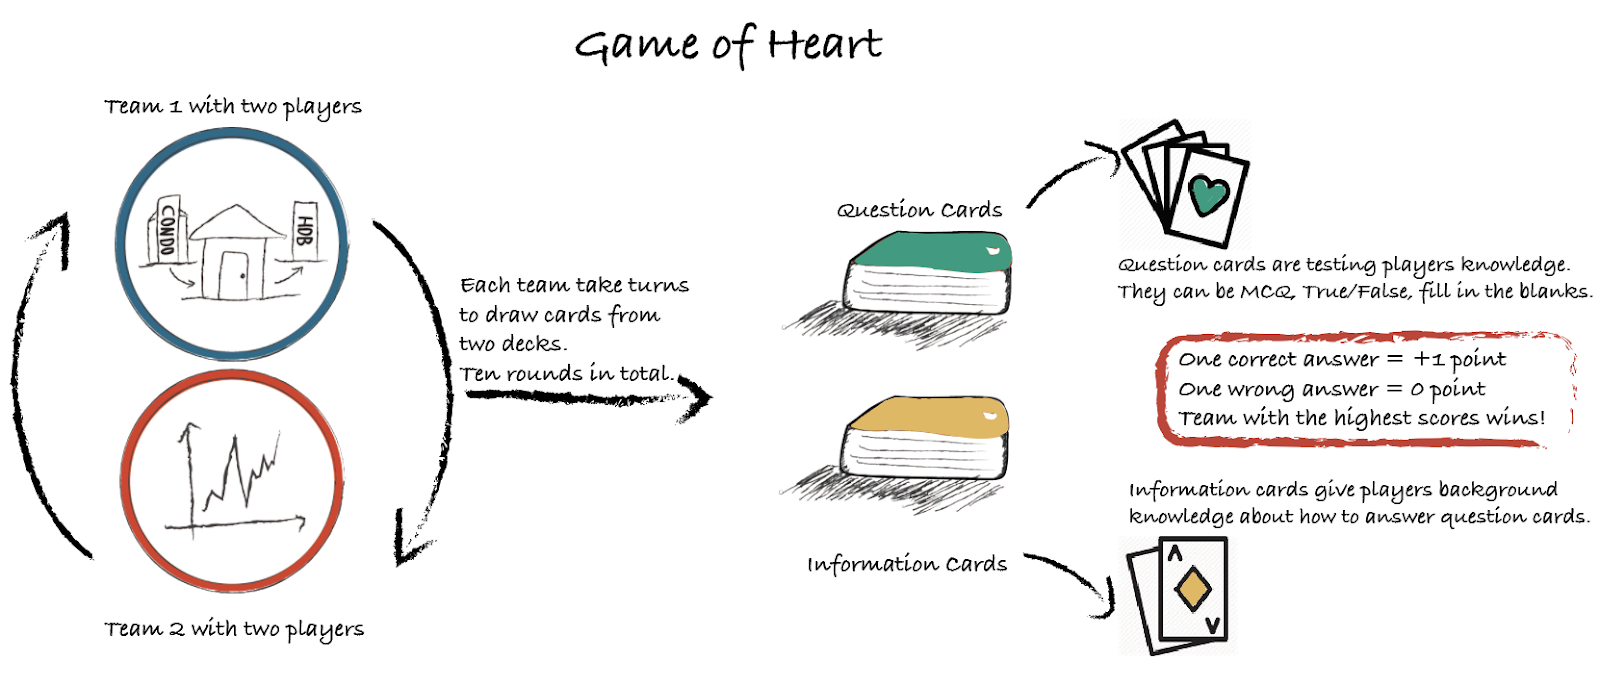 Game of Heart
Team 1 with two players
CONDO
HDB
Team 2 with two players
Each team take turns
to draw cards from
two decks.
Ten rounds in total.
Question Cards
Information Cards
Question cards are testing players knowledge.
They can be MCQ, True/False, fill in the blanks.
One correct answer = +1 point
One wrong answer = 0 point
Team with the highest scores wins!
Information cards give players background
knowledge about how to answer question cards.
A
A